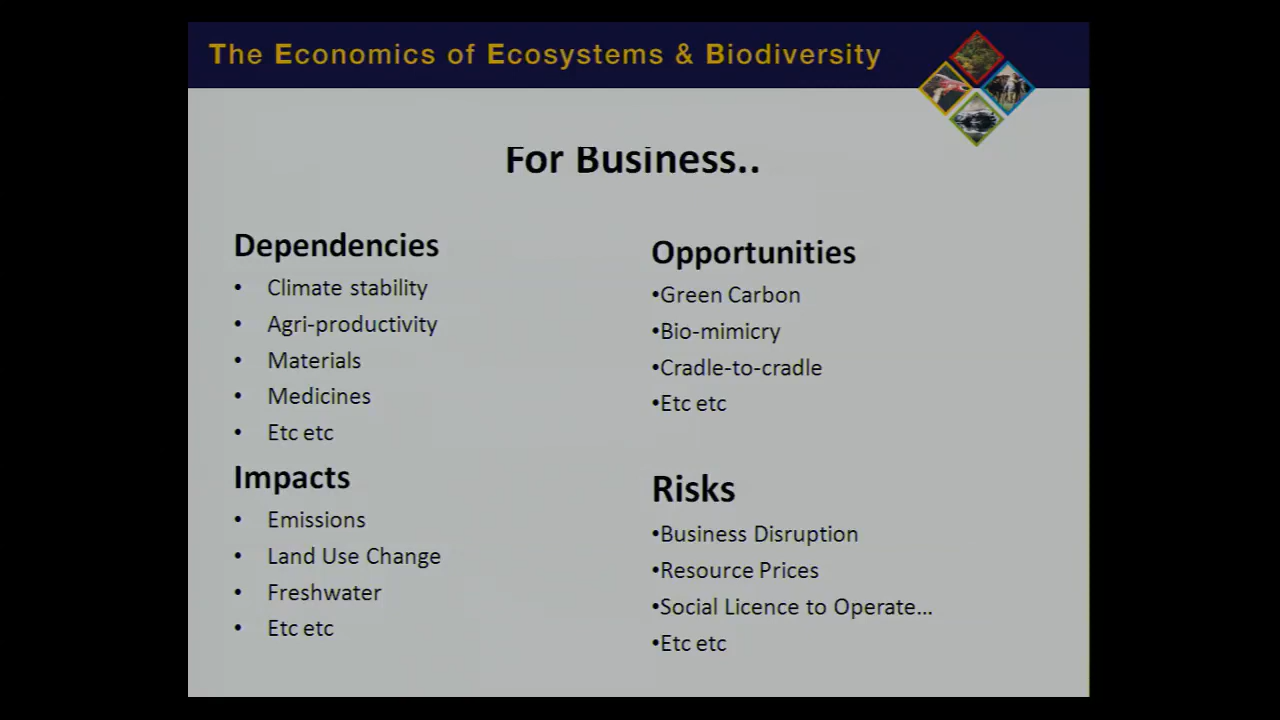 The Economics of Ecosystems & Biodiversity
For Business..
Dependencies
• Climate stability
• Agri-productivity
• Materials
• Medicines
• Etc etc
Impacts
• Emissions
• Land Use Change
• Freshwater
• Etc etc
Opportunities
•Green Carbon
•Bio-mimicry
•Cradle-to-cradle
•Etc etc
Risks
•Business Disruption
•Resource Prices
•Social Licence to Operate...
•Etc etc